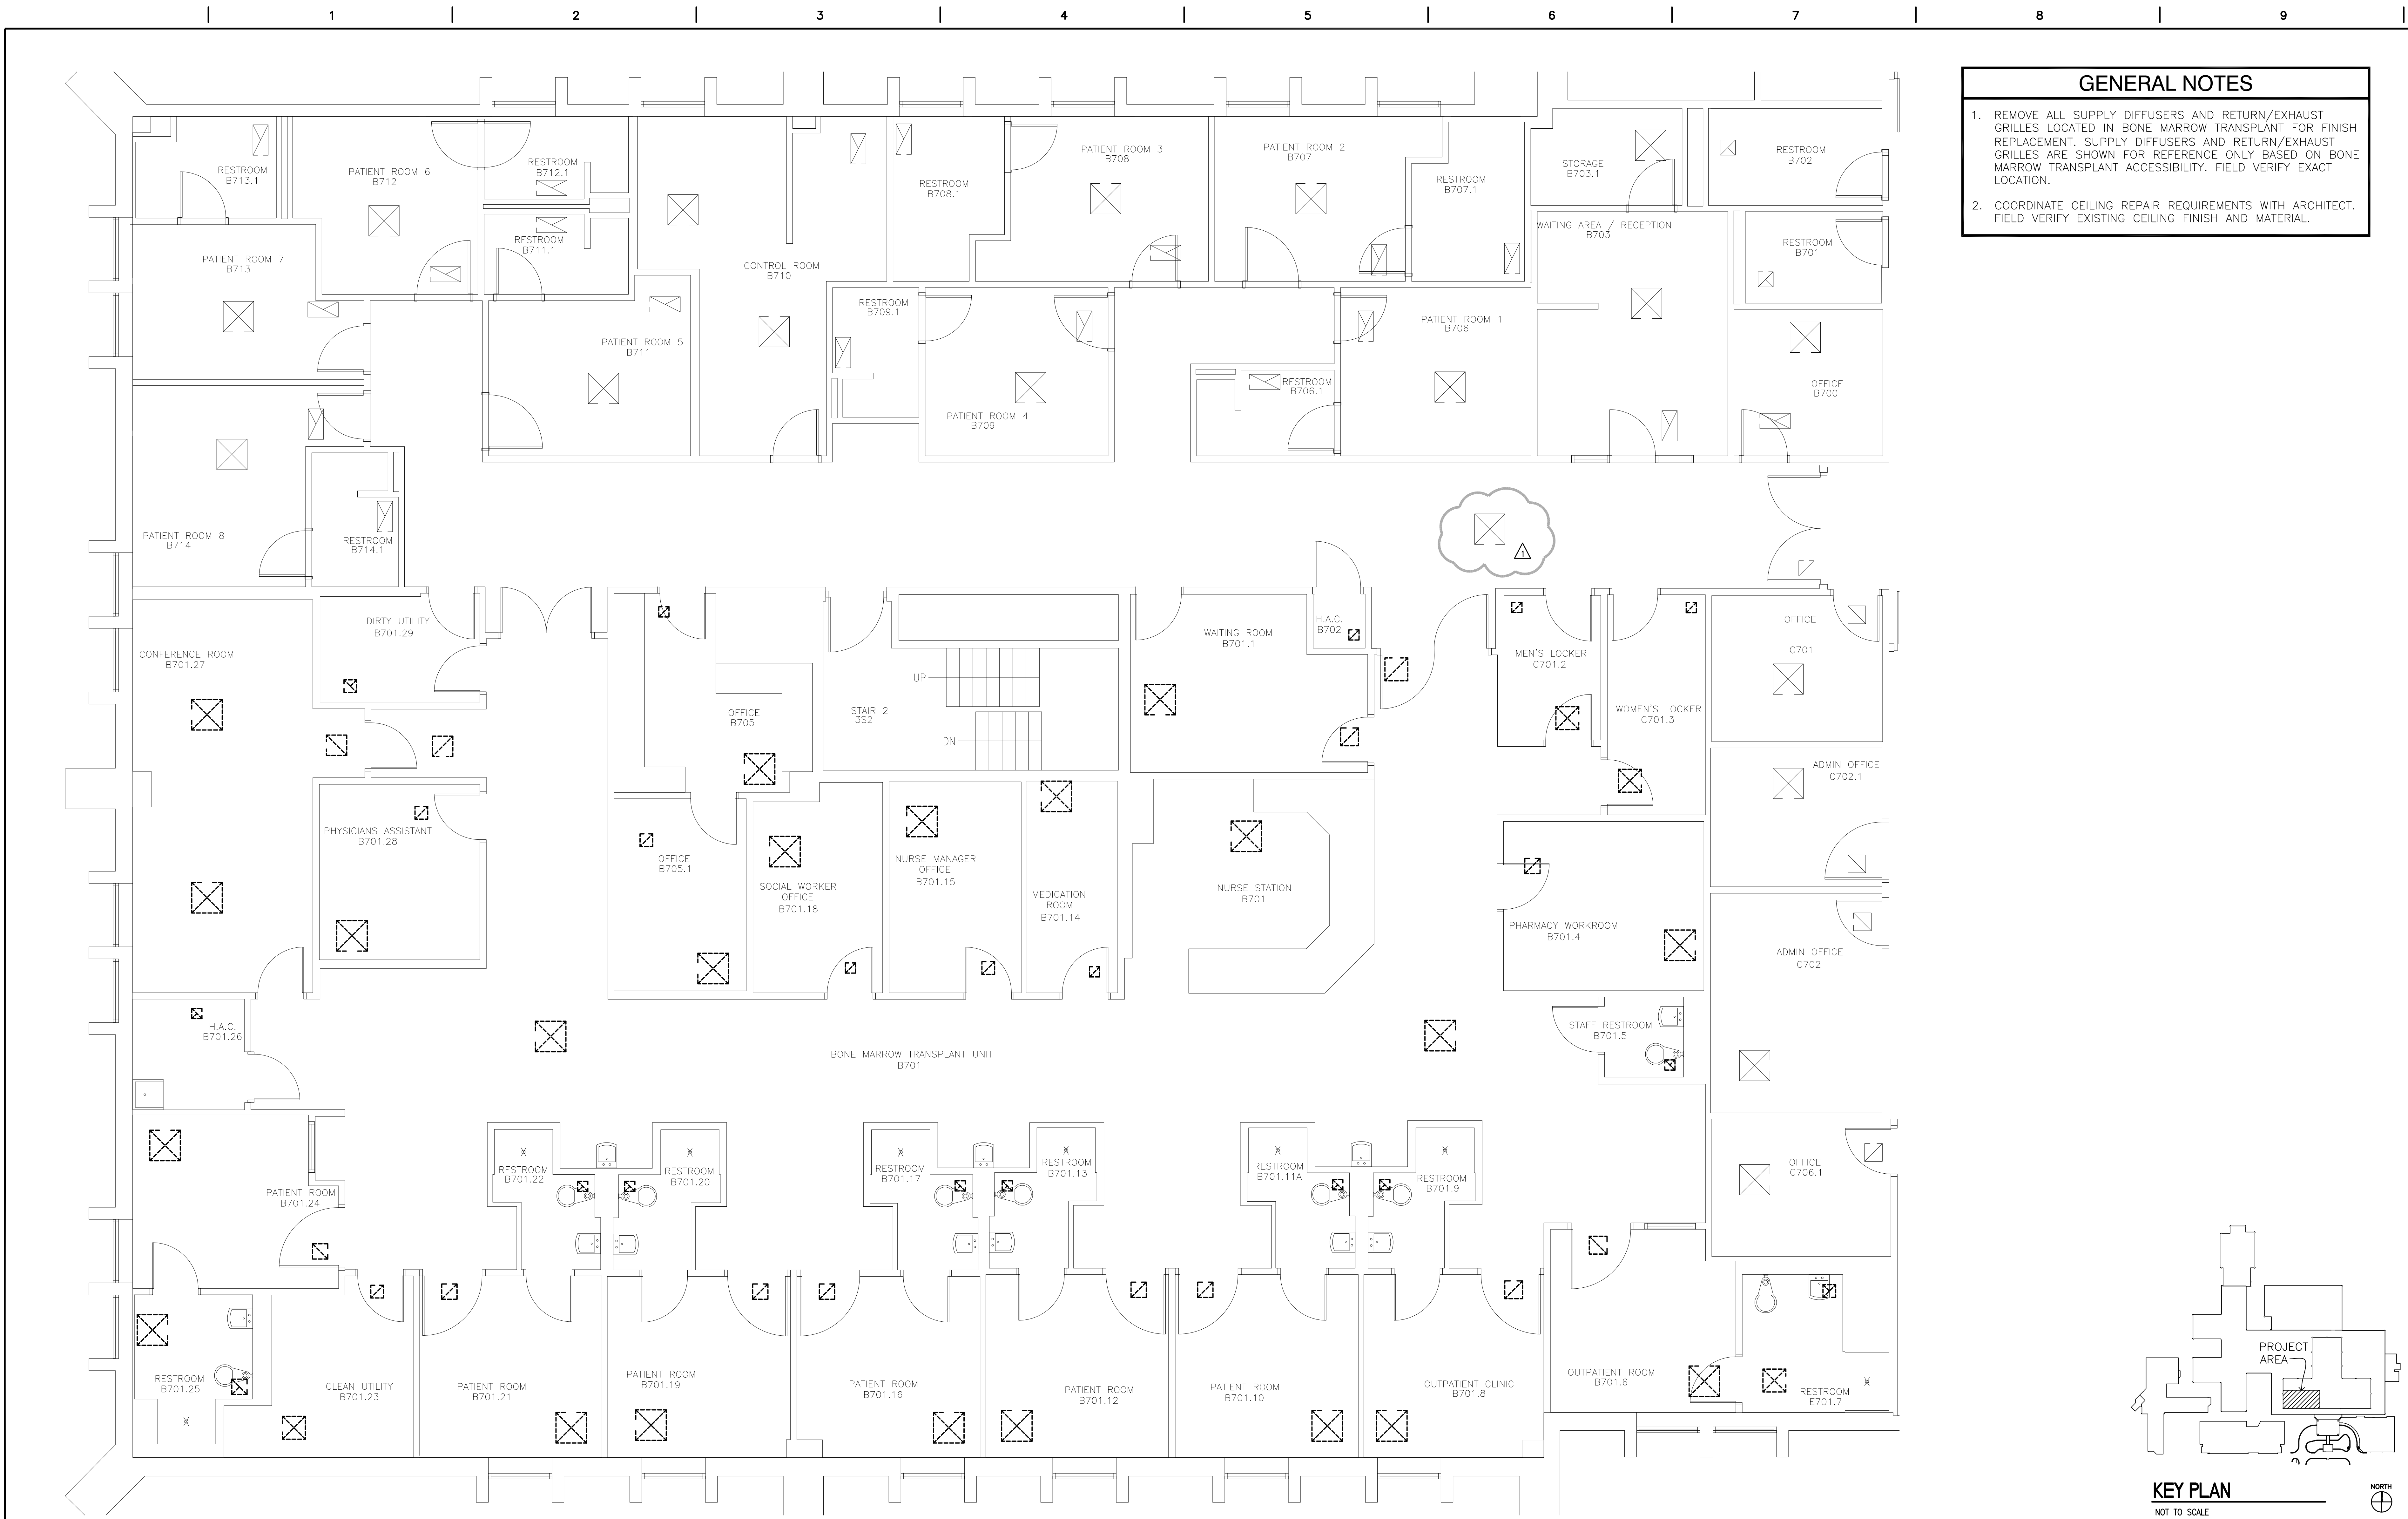 1 2 3 4 5 6 7 8 9
GENERAL NOTES
1. REMOVE ALL SUPPLY DIFFUSERS AND RETURN/EXHAUST
GRILLES LOCATED IN BONE MARROW TRANSPLANT FOR FINISH
REPLACEMENT. SUPPLY DIFFUSERS AND RETURN/EXHAUST
GRILLES ARE SHOWN FOR REFERENCE ONLY BASED ON BONE
MARROW TRANSPLANT ACCESSIBILITY. FIELD VERIFY EXACT
LOCATION.
2. COORDINATE CEILING REPAIR REQUIREMENTS WITH ARCHITECT.
FIELD VERIFY EXISTING CEILING FINISH AND MATERIAL.
RESTROOM
B713.1
PATIENT ROOM 6
B712
RESTROOM
B712.1
RESTROOM
B711.1
RESTROOM
B708.1
PATIENT ROOM 3
B708
PATIENT ROOM 2
B707
RESTROOM
B707.1
STORAGE
B703.1
RESTROOM
B702
WAITING AREA / RECEPTION
B703
RESTROOM
B701
PATIENT ROOM 7
B713
CONTROL ROOM
B710
RESTROOM
B709.1
PATIENT ROOM 1
B706
PATIENT ROOM 5
B711
RESTROOM
B706.1
OFFICE
B700
PATIENT ROOM 4
B709
PATIENT ROOM 8
B714
RESTROOM
B714.1
1
DIRTY UTILITY
B701.29
CONFERENCE ROOM
B701.27
OFFICE
B705
UP
STAIR 2
3S2
DN
WAITING ROOM
B701.1
H.A.C.
B702
MEN'S LOCKER
C701.2
WOMEN'S LOCKER
C701.3
OFFICE
C701
ADMIN OFFICE
C702.1
PHYSICIANS ASSISTANT
B701.28
OFFICE
B705.1
SOCIAL WORKER
OFFICE
B701.18
NURSE MANAGER
OFFICE
B701.15
MEDICATION
ROOM
B701.14
NURSE STATION
B701
PHARMACY WORKROOM
B701.4
ADMIN OFFICE
C702
H.A.C.
B701.26
BONE MARROW TRANSPLANT UNIT
B701
STAFF RESTROOM
B701.5
PATIENT ROOM
B701.24
RESTROOM
B701.22
RESTROOM
B701.20
RESTROOM
B701.17
RESTROOM
B701.13
RESTROOM
B701.11A
RESTROOM
B701.9
OFFICE
C706.1
RESTROOM
B701.25
CLEAN UTILITY
B701.23
PATIENT ROOM
B701.21
PATIENT ROOM
B701.19
PATIENT ROOM
B701.16
PATIENT ROOM
B701.12
PATIENT ROOM
B701.10
OUTPATIENT CLINIC
B701.8
OUTPATIENT ROOM
B701.6
RESTROOM
E701.7
PROJECT
AREA
KEY PLAN
NOT TO SCALE
NORTH